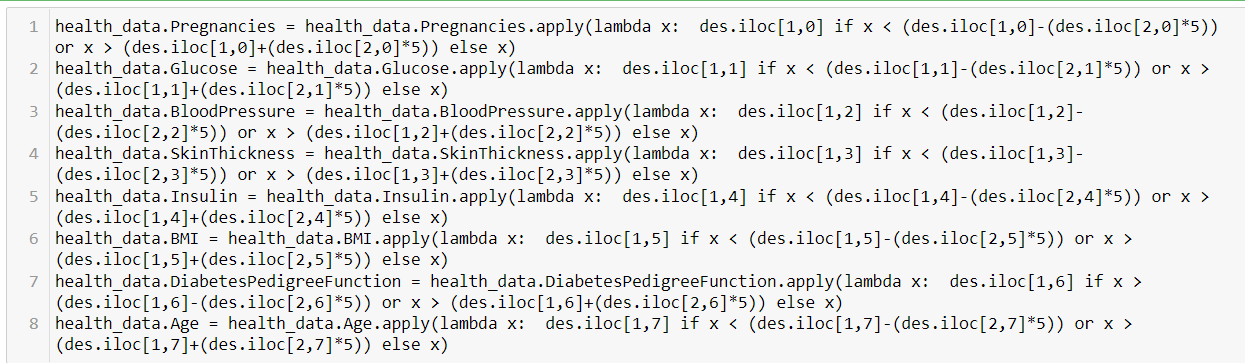 1 health_data.Pregnancies = health_data.Pregnancies.apply(lambda x:  des.iloc[1,0] if x < (des.iloc[1,0]-(des.iloc[2,0]*5))
or x > (des.iloc[1,0]+(des.iloc[2,0]*5)) else x)
2 health_data.Glucose = health_data.Glucose.apply(lambda x:  des.iloc[1,1] if x < (des.iloc[1,1]-(des.iloc[2,1]*5)) or x >
(des.iloc[1,1]+(des.iloc[2,1]*5)) else x)
3 health_data.BloodPressure = health_data.BloodPressure.apply(lambda x:  des.iloc[1,2] if x < (des.iloc[1,2]-
(des.iloc[2,2]*5)) or x > (des.iloc[1,2]+(des.iloc[2,2]*5)) else x)
4 health_data.SkinThickness = health_data.SkinThickness.apply(lambda x:  des.iloc[1,3] if x < (des.iloc[1,3]-
(des.iloc[2,3]*5)) or x > (des.iloc[1,3]+(des.iloc[2,3]*5)) else x)
5 health_data.Insulin = health_data.Insulin.apply(lambda x:  des.iloc[1,4] if x < (des.iloc[1,4]-(des.iloc[2,4]*5)) or x >
(des.iloc[1,4]+(des.iloc[2,4]*5)) else x)
6 health_data.BMI = health_data.BMI.apply(lambda x:  des.iloc[1,5] if x < (des.iloc[1,5]-(des.iloc[2,5]*5)) or x >
(des.iloc[1,5]+(des.iloc[2,5]*5)) else x)
7 health_data.DiabetesPedigreeFunction = health_data.DiabetesPedigreeFunction.apply(lambda x:  des.iloc[1,6] if x >
(des.iloc[1,6]-(des.iloc[2,6]*5)) or x > (des.iloc[1,6]+(des.iloc[2,6]*5)) else x)
8 health_data.Age = health_data.Age.apply(lambda x:  des.iloc[1,7] if x < (des.iloc[1,7]-(des.iloc[2,7]*5)) or x >
(des.iloc[1,7]+(des.iloc[2,7]*5)) else x)